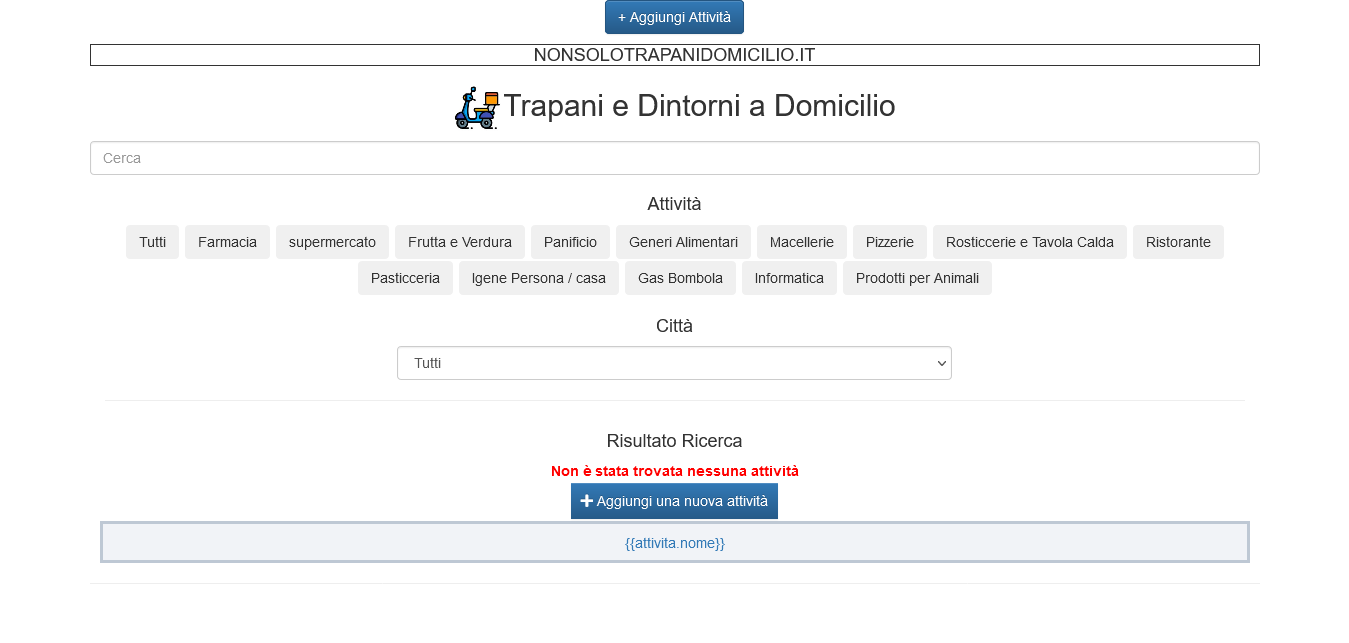 + Aggiungi Attività
NONSOLOTRAPANIDOMICILIO.IT
Trapani e Dintorni a Domicilio
Cerca
Attività
Tutti Farmacia supermercato Frutta e Verdura Panificio Generi Alimentari Macellerie Pizzerie Rosticcerie e Tavola Calda Ristorante
Pasticceria Igene Persona / casa Gas Bombola Informatica Prodotti per Animali
Città
Tutti
Risultato Ricerca
Non è stata trovata nessuna attività
+ Aggiungi una nuova attività
{{attivita.nome}}